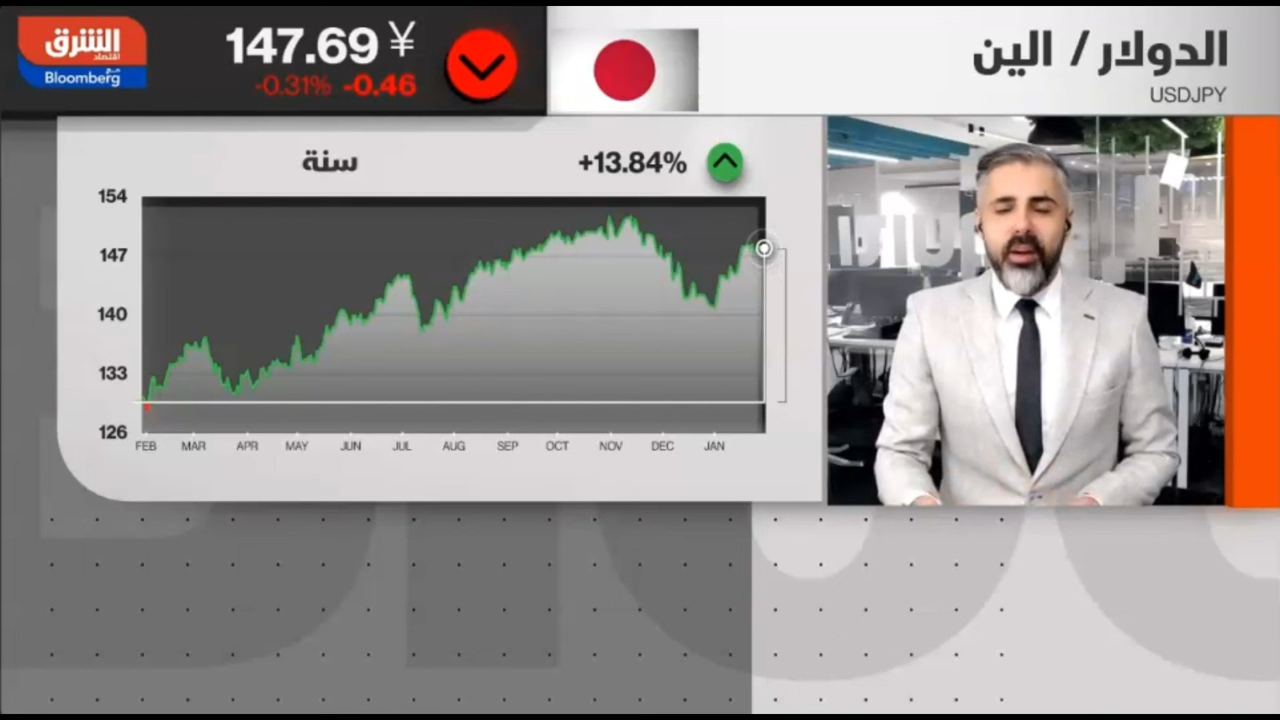 الشرق
اقتصاد
مع
Bloomberg
147.69 ¥
-0.31% -0.46
الدولار / الين
USDJPY
سنة
+13.84%
154
147
140
133
126
FEB MAR APR MAY JUN JUL AUG SEP OCT NOV DEC JAN